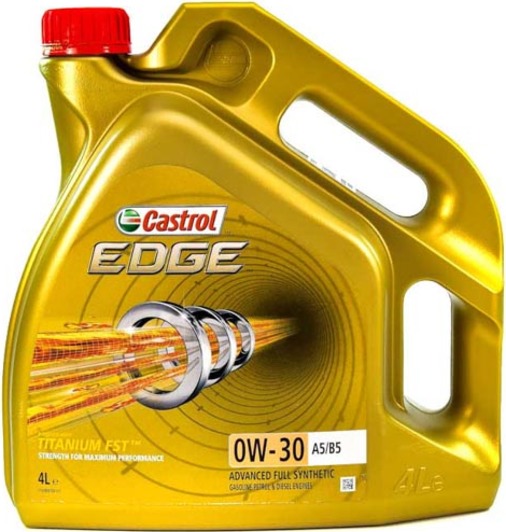 Castrol
EDGE
TITANIUM FST™
STRENGTH FOR MAXIMUM PERFORMANCE
4L e
0W-30 A5/B5
ADVANCED FULL SYNTHETIC
GASOLINE/PETROL & DIESEL ENGINES
4Le